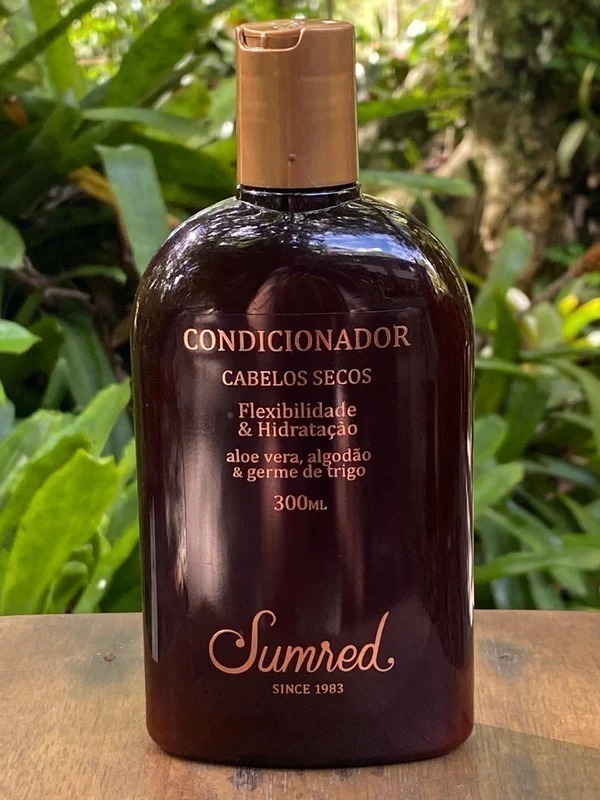 CONDICIONADOR
CABELOS SECOS
Flexibilidade
& Hidratação
aloe vera, algodão
& germe de trigo
300ML
Sumred
SINCE 1983